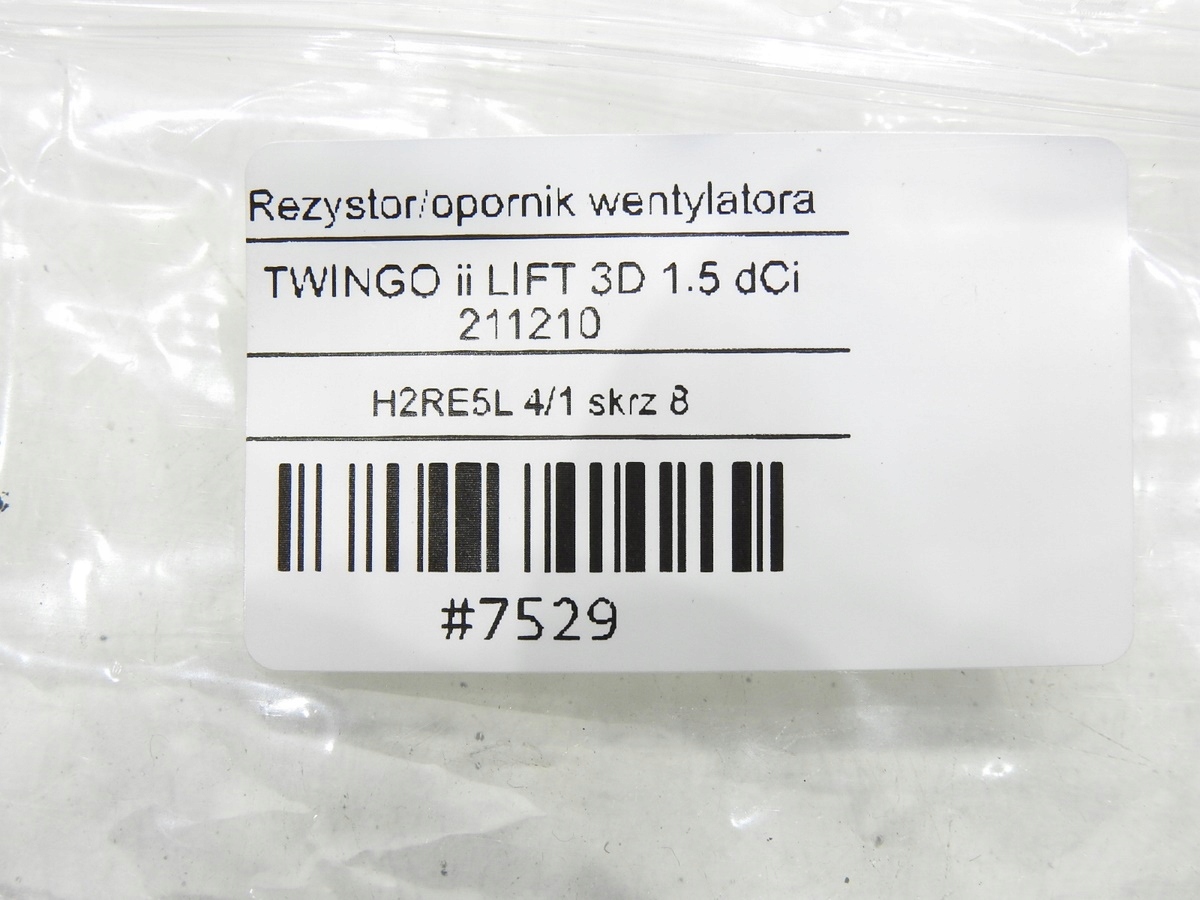 Rezystor/opornik wentylatora
TWINGO ii LIFT 3D 1.5 dCi
211210
H2RE5L 4/1 skrz 8
#7529